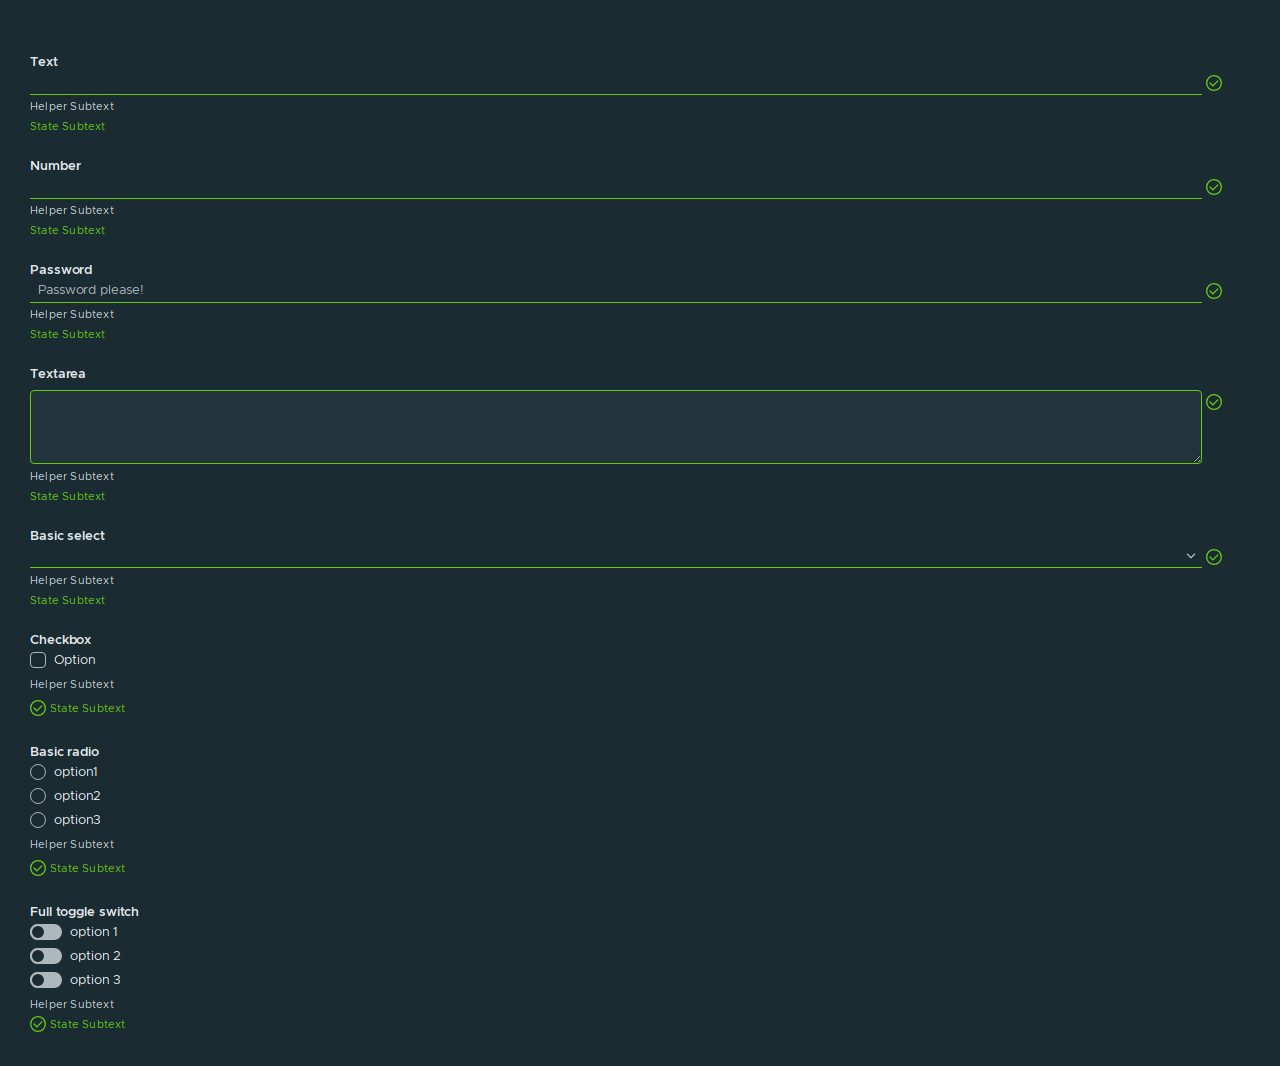 Text
Helper Subtext
State Subtext
Number
Helper Subtext
State Subtext
Password
Password please!
Helper Subtext
State Subtext
Textarea
Helper Subtext
State Subtext
Basic select
Helper Subtext
State Subtext
Checkbox
Option
Helper Subtext
State Subtext
Basic radio
option1
option2
option3
Helper Subtext
State Subtext
Full toggle switch
option 1
option 2
option 3
Helper Subtext
State Subtext